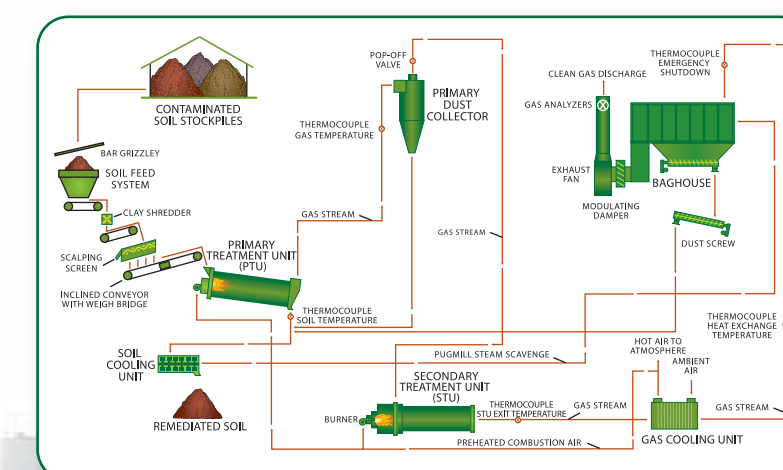 CONTAMINATED
SOIL STOCKPILES
BAR GRIZZLEY
SOIL FEED
SYSTEM
CLAY SHREDDER
SCALPING
SCREEN
INCLINED CONVEYOR
WITH WEIGH BRIDGE
PRIMARY
TREATMENT UNIT
(PTU)
GAS STREAM
THERMOCOUPLE
GAS TEMPERATURE
POP-OFF
VALVE
PRIMARY
DUST
COLLECTOR
GAS STREAM
CLEAN GAS DISCHARGE
GAS ANALYZERS
EXHAUST
FAN
MODULATING
DAMPER
THERMOCOUPLE
EMERGENCY
SHUTDOWN
BAGHOUSE
DUST SCREW
THERMOCOUPLE
SOIL TEMPERATURE
SOIL
COOLING
UNIT
REMEDIATED SOIL
PUGMILL STEAM SCAVENGE
SECONDARY
TREATMENT UNIT
(STU)
BURNER
THERMOCOUPLE
STU EXIT TEMPERATURE
GAS STREAM
PREHEATED COMBUSTION AIR
HOT AIR TO
ATMOSPHERE
AMBIENT
AIR
THERMOCOUPLE
HEAT EXCHANGE
TEMPERATURE
GAS STREAM
GAS COOLING UNIT